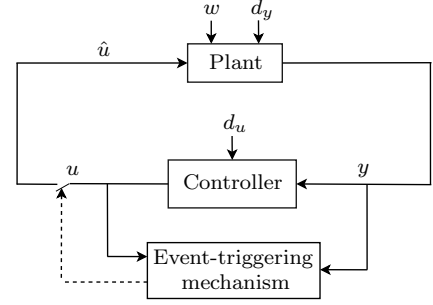 w d_y
û
Plant
d_u
u
Controller
y
Event-triggering
mechanism